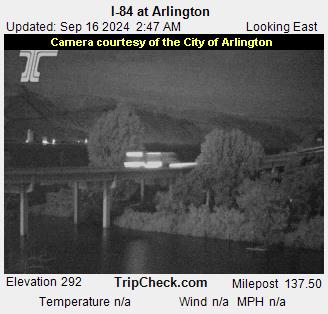 I-84 at Arlington
Updated: Sep 16 2024 2:47 AM Looking East
Camera courtesy of the City of Arlington
Elevation 292 TripCheck.com Milepost 137.50
Temperature n/a Wind n/a MPH n/a